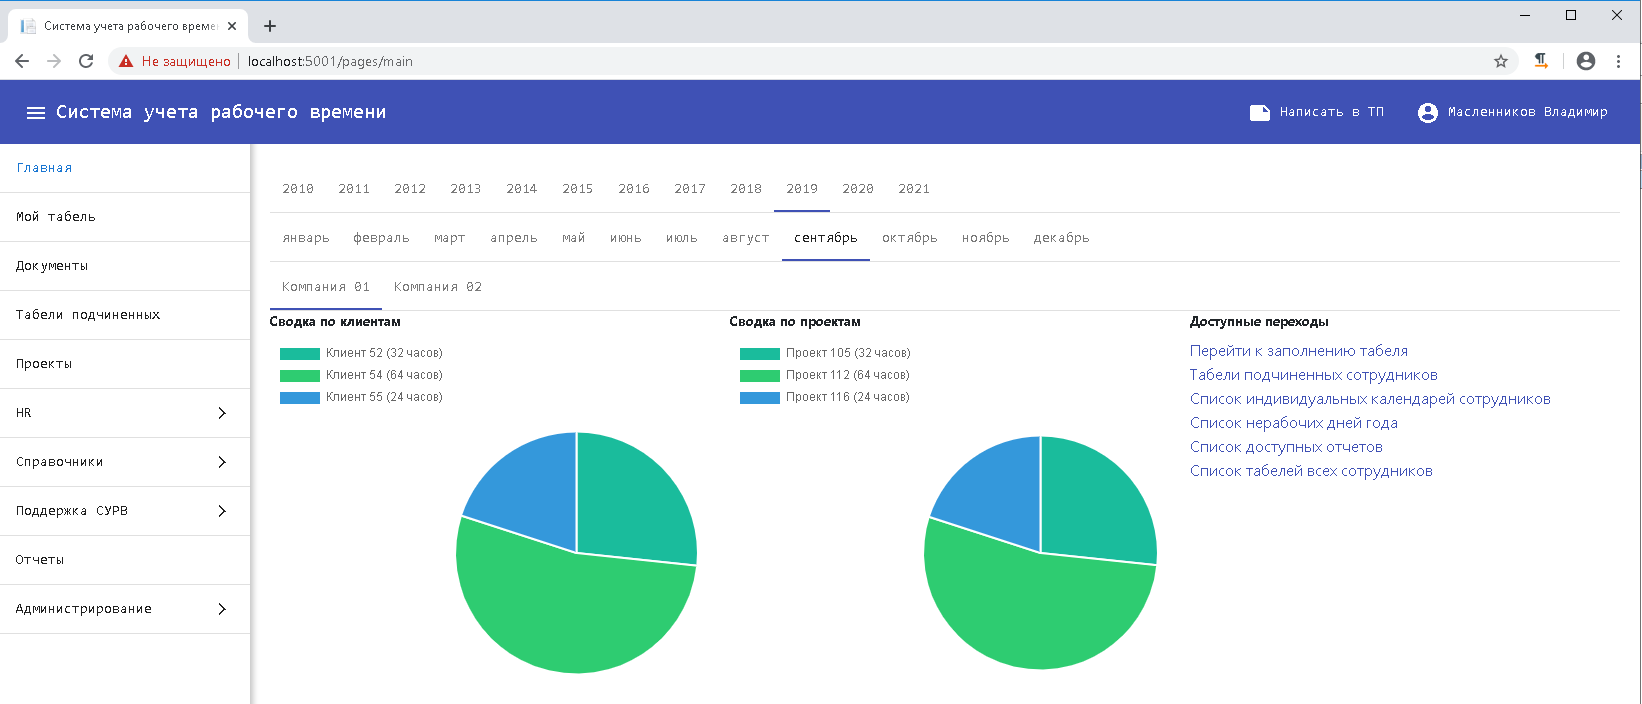 Система учета рабочего време
Не защищено
localhost:5001/pages/main
Система учета рабочего времени
Написать в ТП
Масленников Владимир
Главная
Мой табель
Документы
Табели подчиненных
Проекты
HR
Справочники
Поддержка СУРВ
Отчеты
Администрирование
2010 2011 2012 2013 2014 2015 2016 2017 2018 2019 2020 2021
январь февраль март апрель май июнь июль август сентябрь октябрь ноябрь декабрь
Компания 01 Компания 02
Сводка по клиентам
Клиент 52 (32 часов)
Клиент 54 (64 часов)
Клиент 55 (24 часов)
Сводка по проектам
Проект 105 (32 часов)
Проект 112 (64 часов)
Проект 116 (24 часов)
Доступные переходы
Перейти к заполнению табеля
Табели подчиненных сотрудников
Список индивидуальных календарей сотрудников
Список нерабочих дней года
Список доступных отчетов
Список табелей всех сотрудников